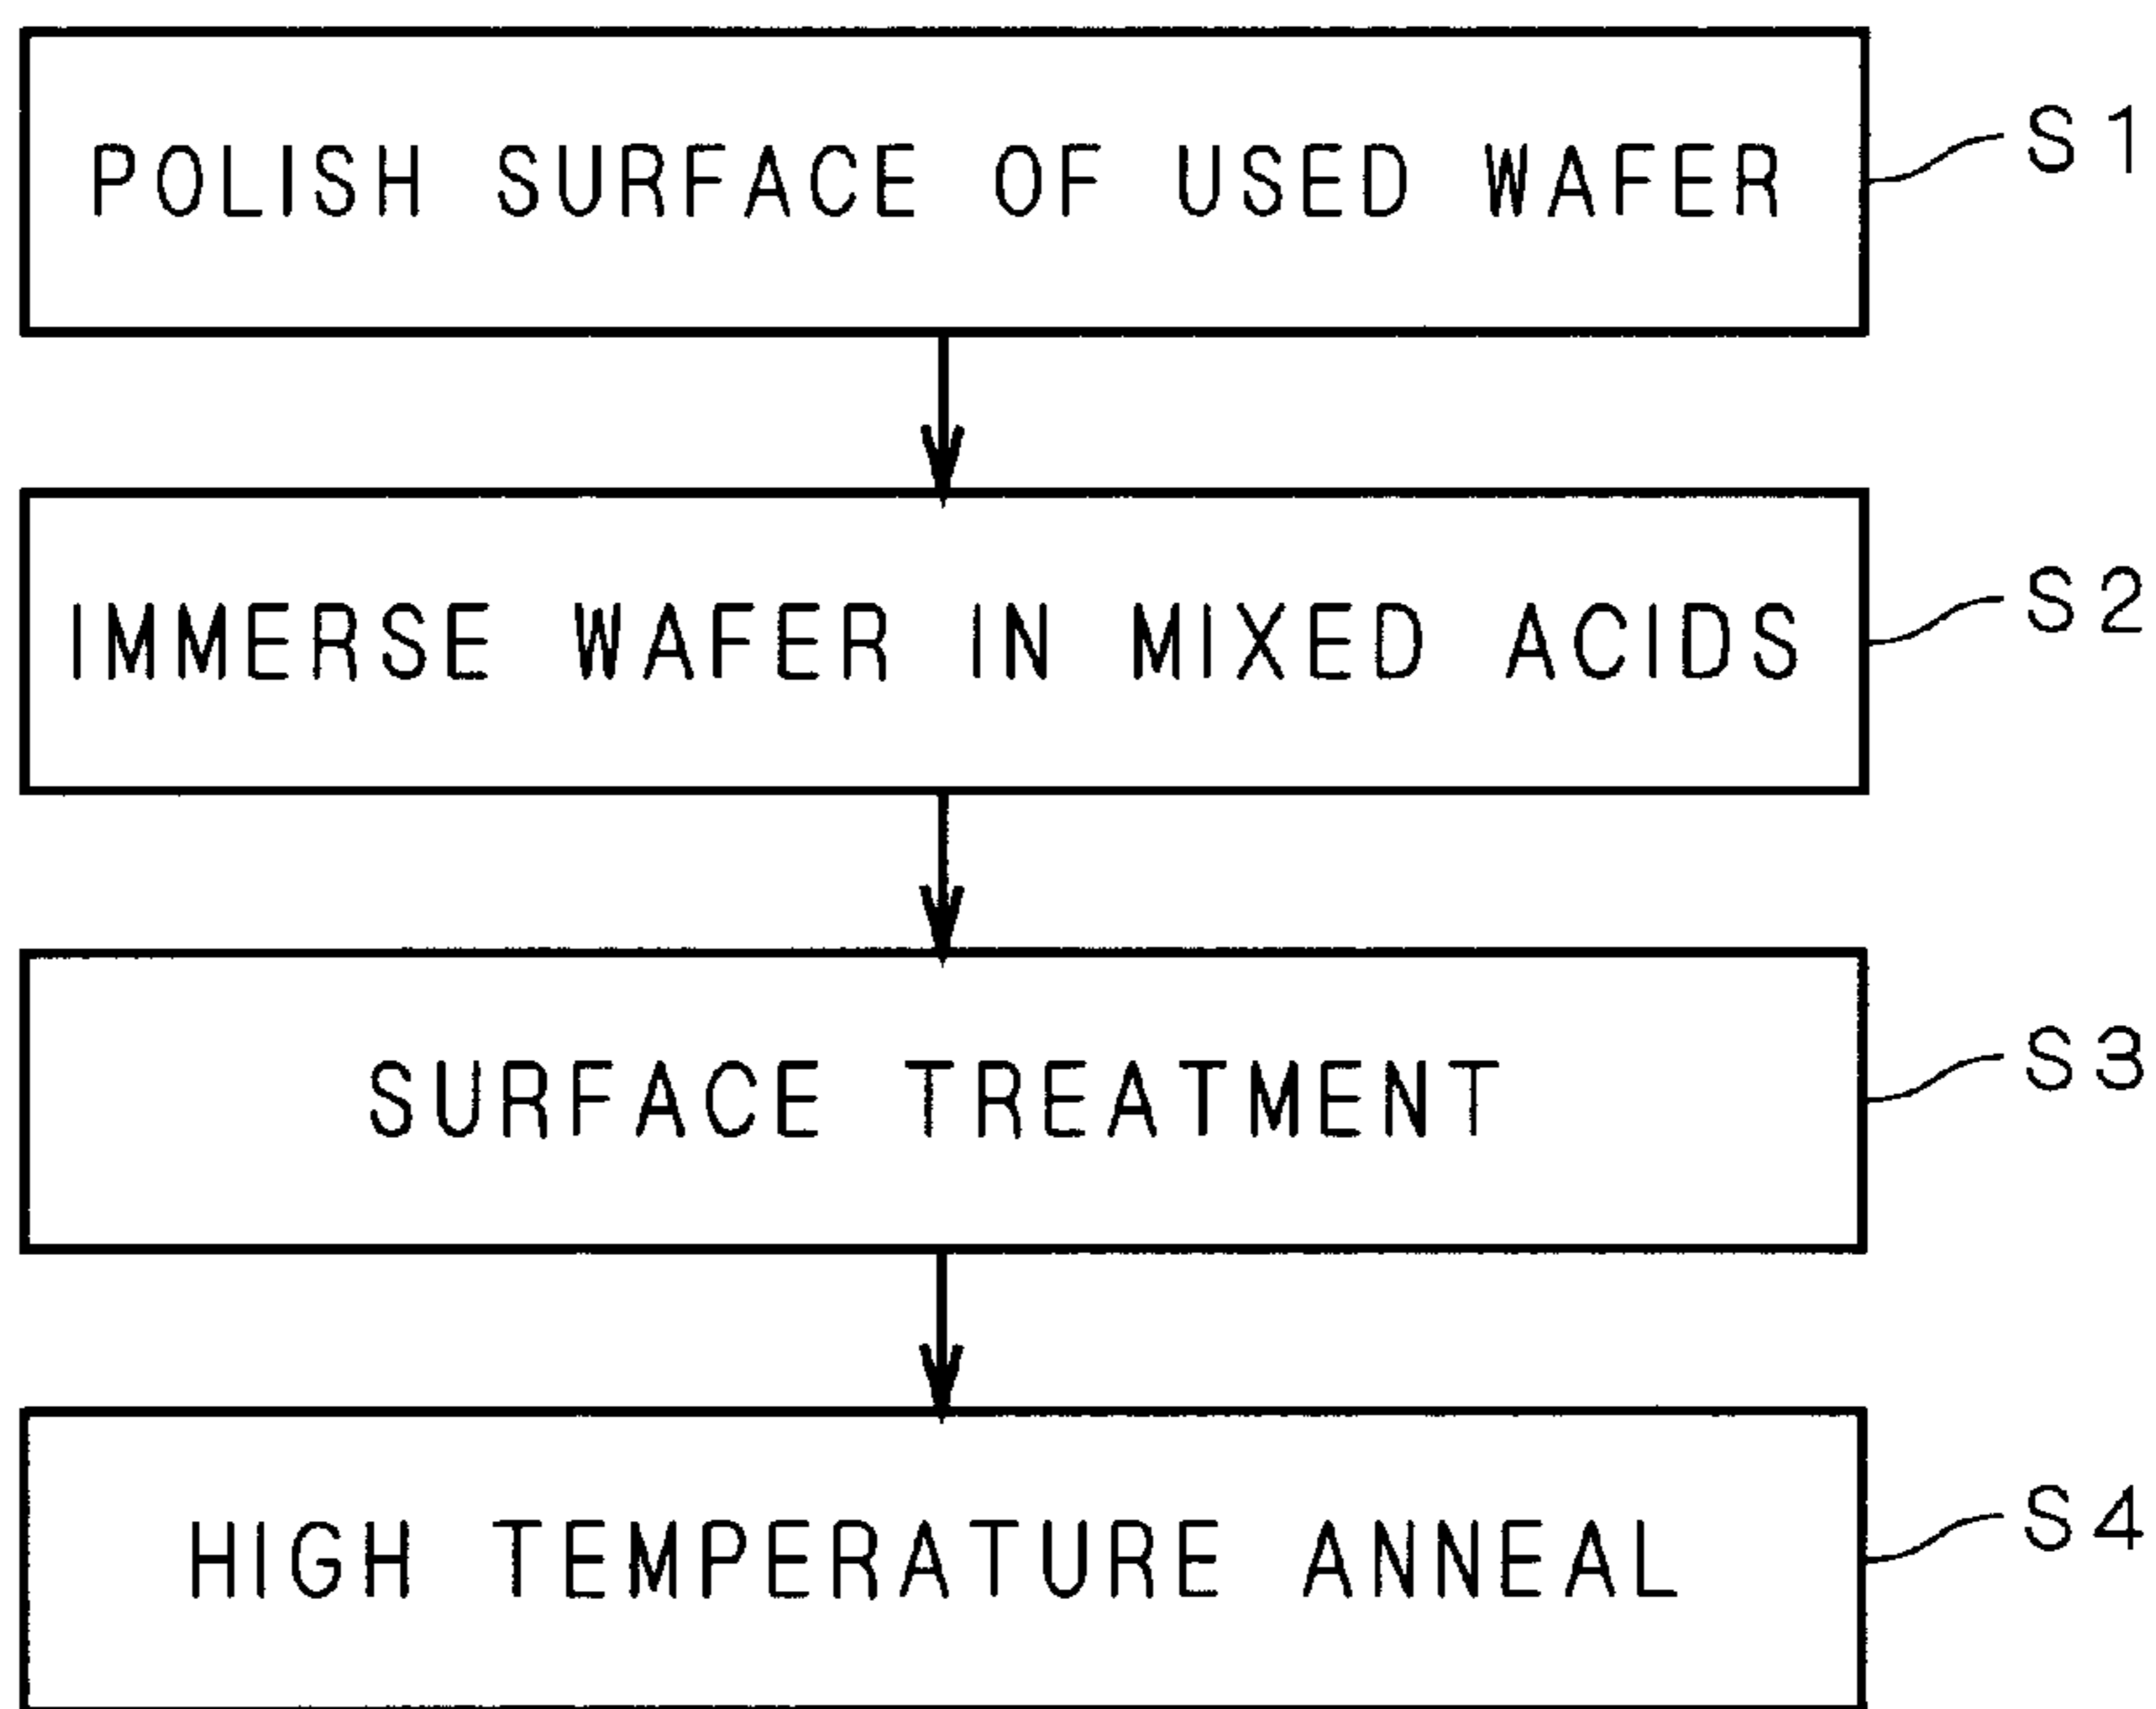 POLISH SURFACE OF USED WAFER S1
IMMERSE WAFER IN MIXED ACIDS S2
SURFACE TREATMENT S3
HIGH TEMPERATURE ANNEAL S4